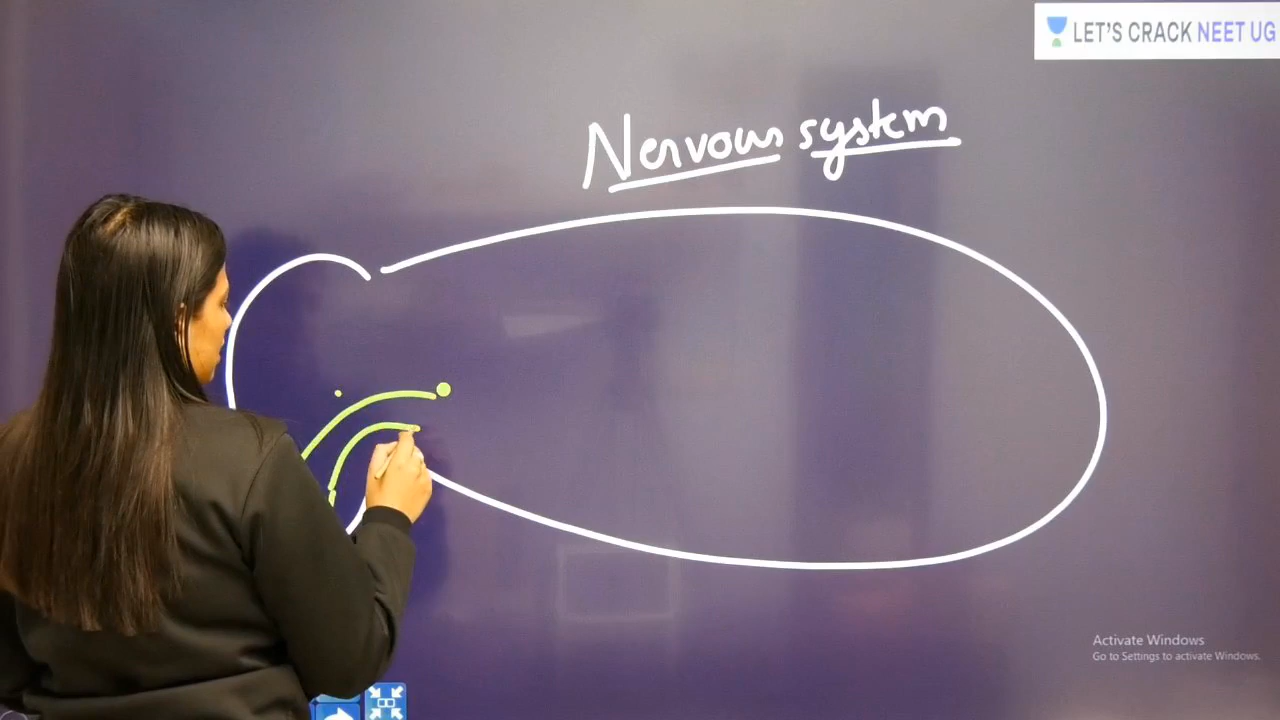 LET'S CRACK NEET UG
Nervous system
Activate Windows
Go to Settings to activate Windows.